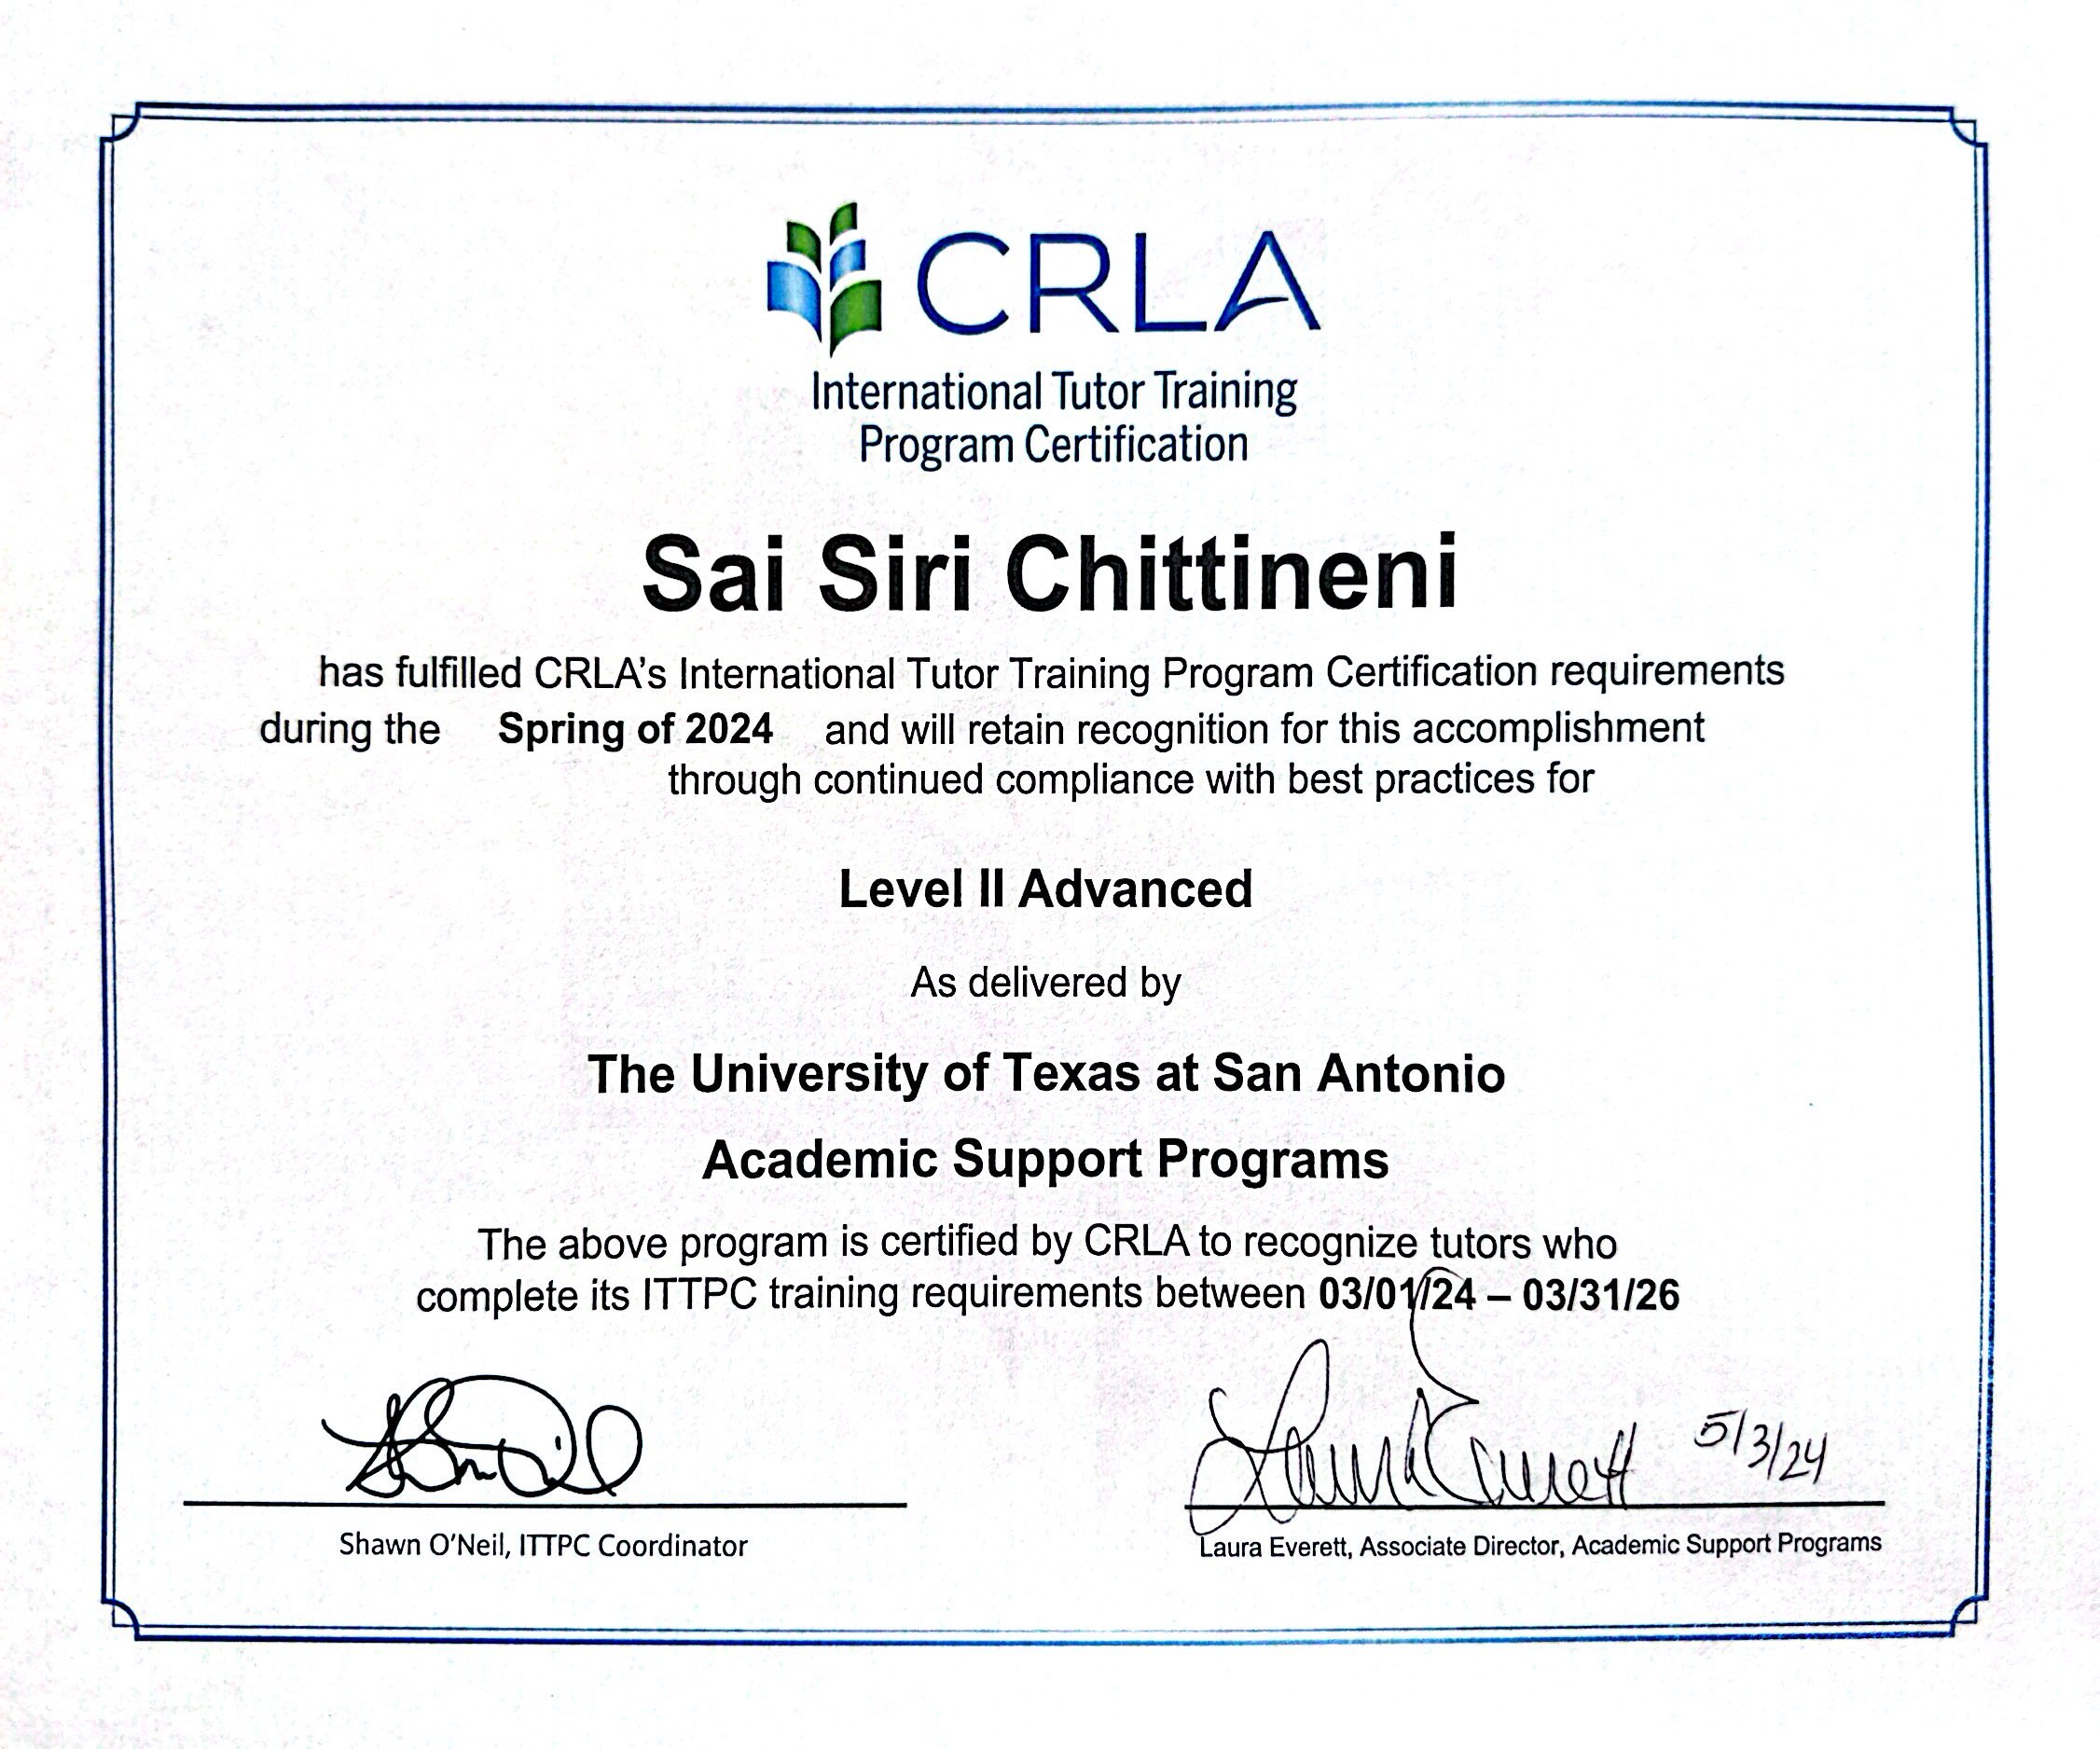 CRLA
International Tutor Training
Program Certification
Sai Siri Chittineni
has fulfilled CRLA's International Tutor Training Program Certification requirements
during the Spring of 2024 and will retain recognition for this accomplishment
through continued compliance with best practices for
Level II Advanced
As delivered by
The University of Texas at San Antonio
Academic Support Programs
The above program is certified by CRLA to recognize tutors who
complete its ITTPC training requirements between 03/01/24 – 03/31/26
Laura Everett 5/3/24
Shawn O'Neil, ITTPC Coordinator
Laura Everett, Associate Director, Academic Support Programs